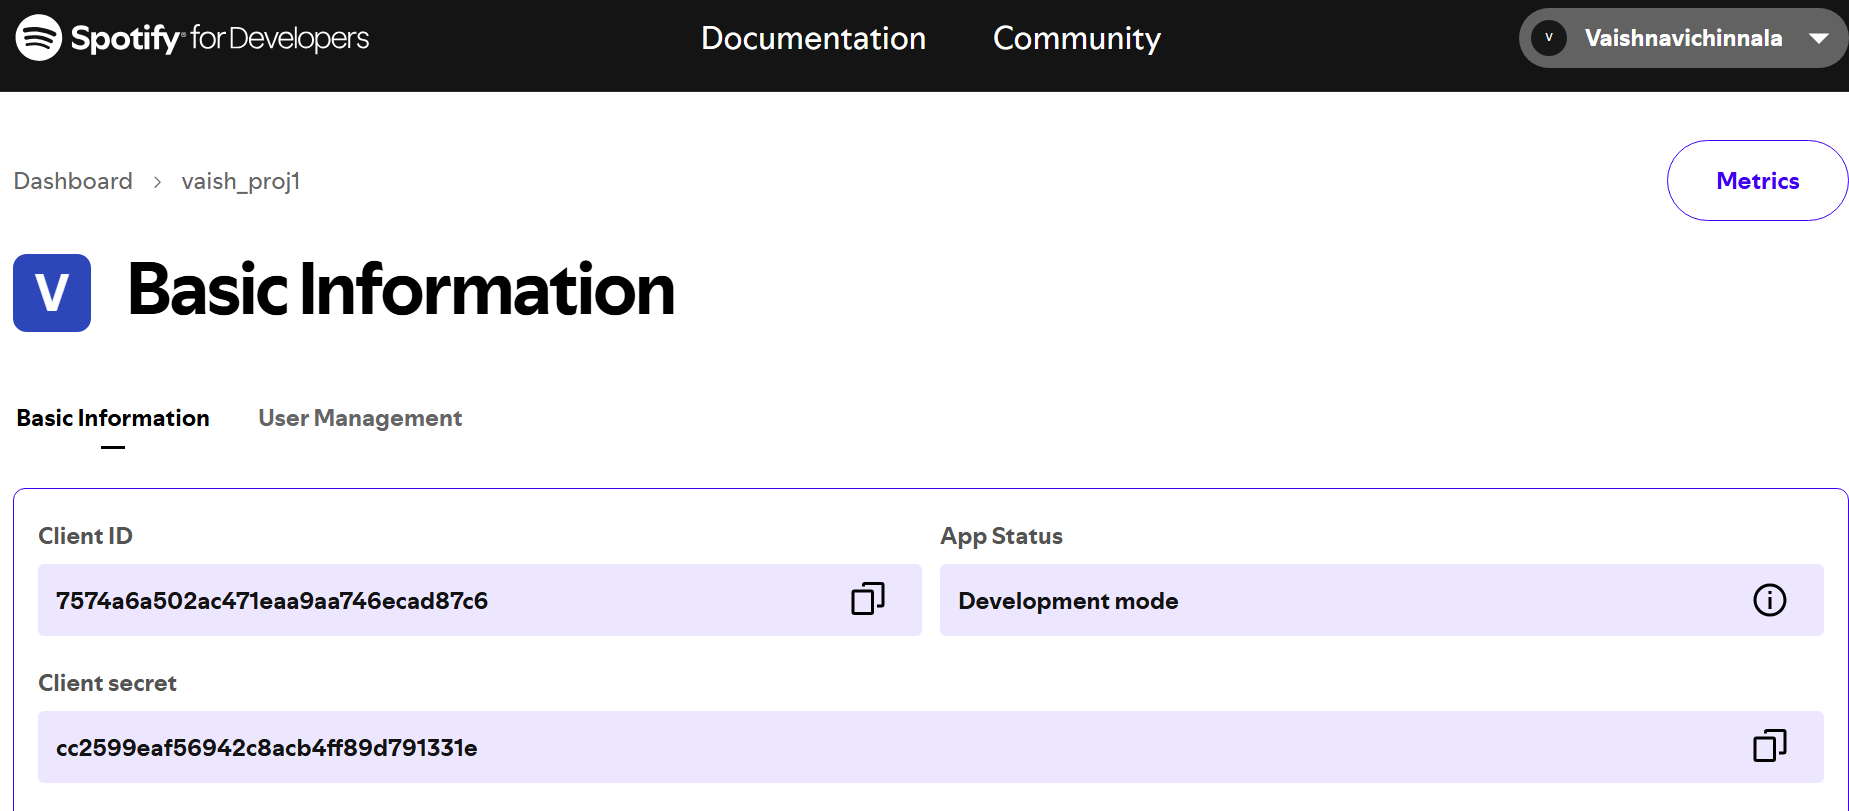 Spotify® for Developers
Documentation
Community
V
Vaishnavichinnala
Dashboard > vaish_proj1
Metrics
V
Basic Information
Basic Information
User Management
Client ID
App Status
7574a6a502ac471eaa9aa746ecad87c6
Development mode
Client secret
cc2599eaf56942c8acb4ff89d791331e